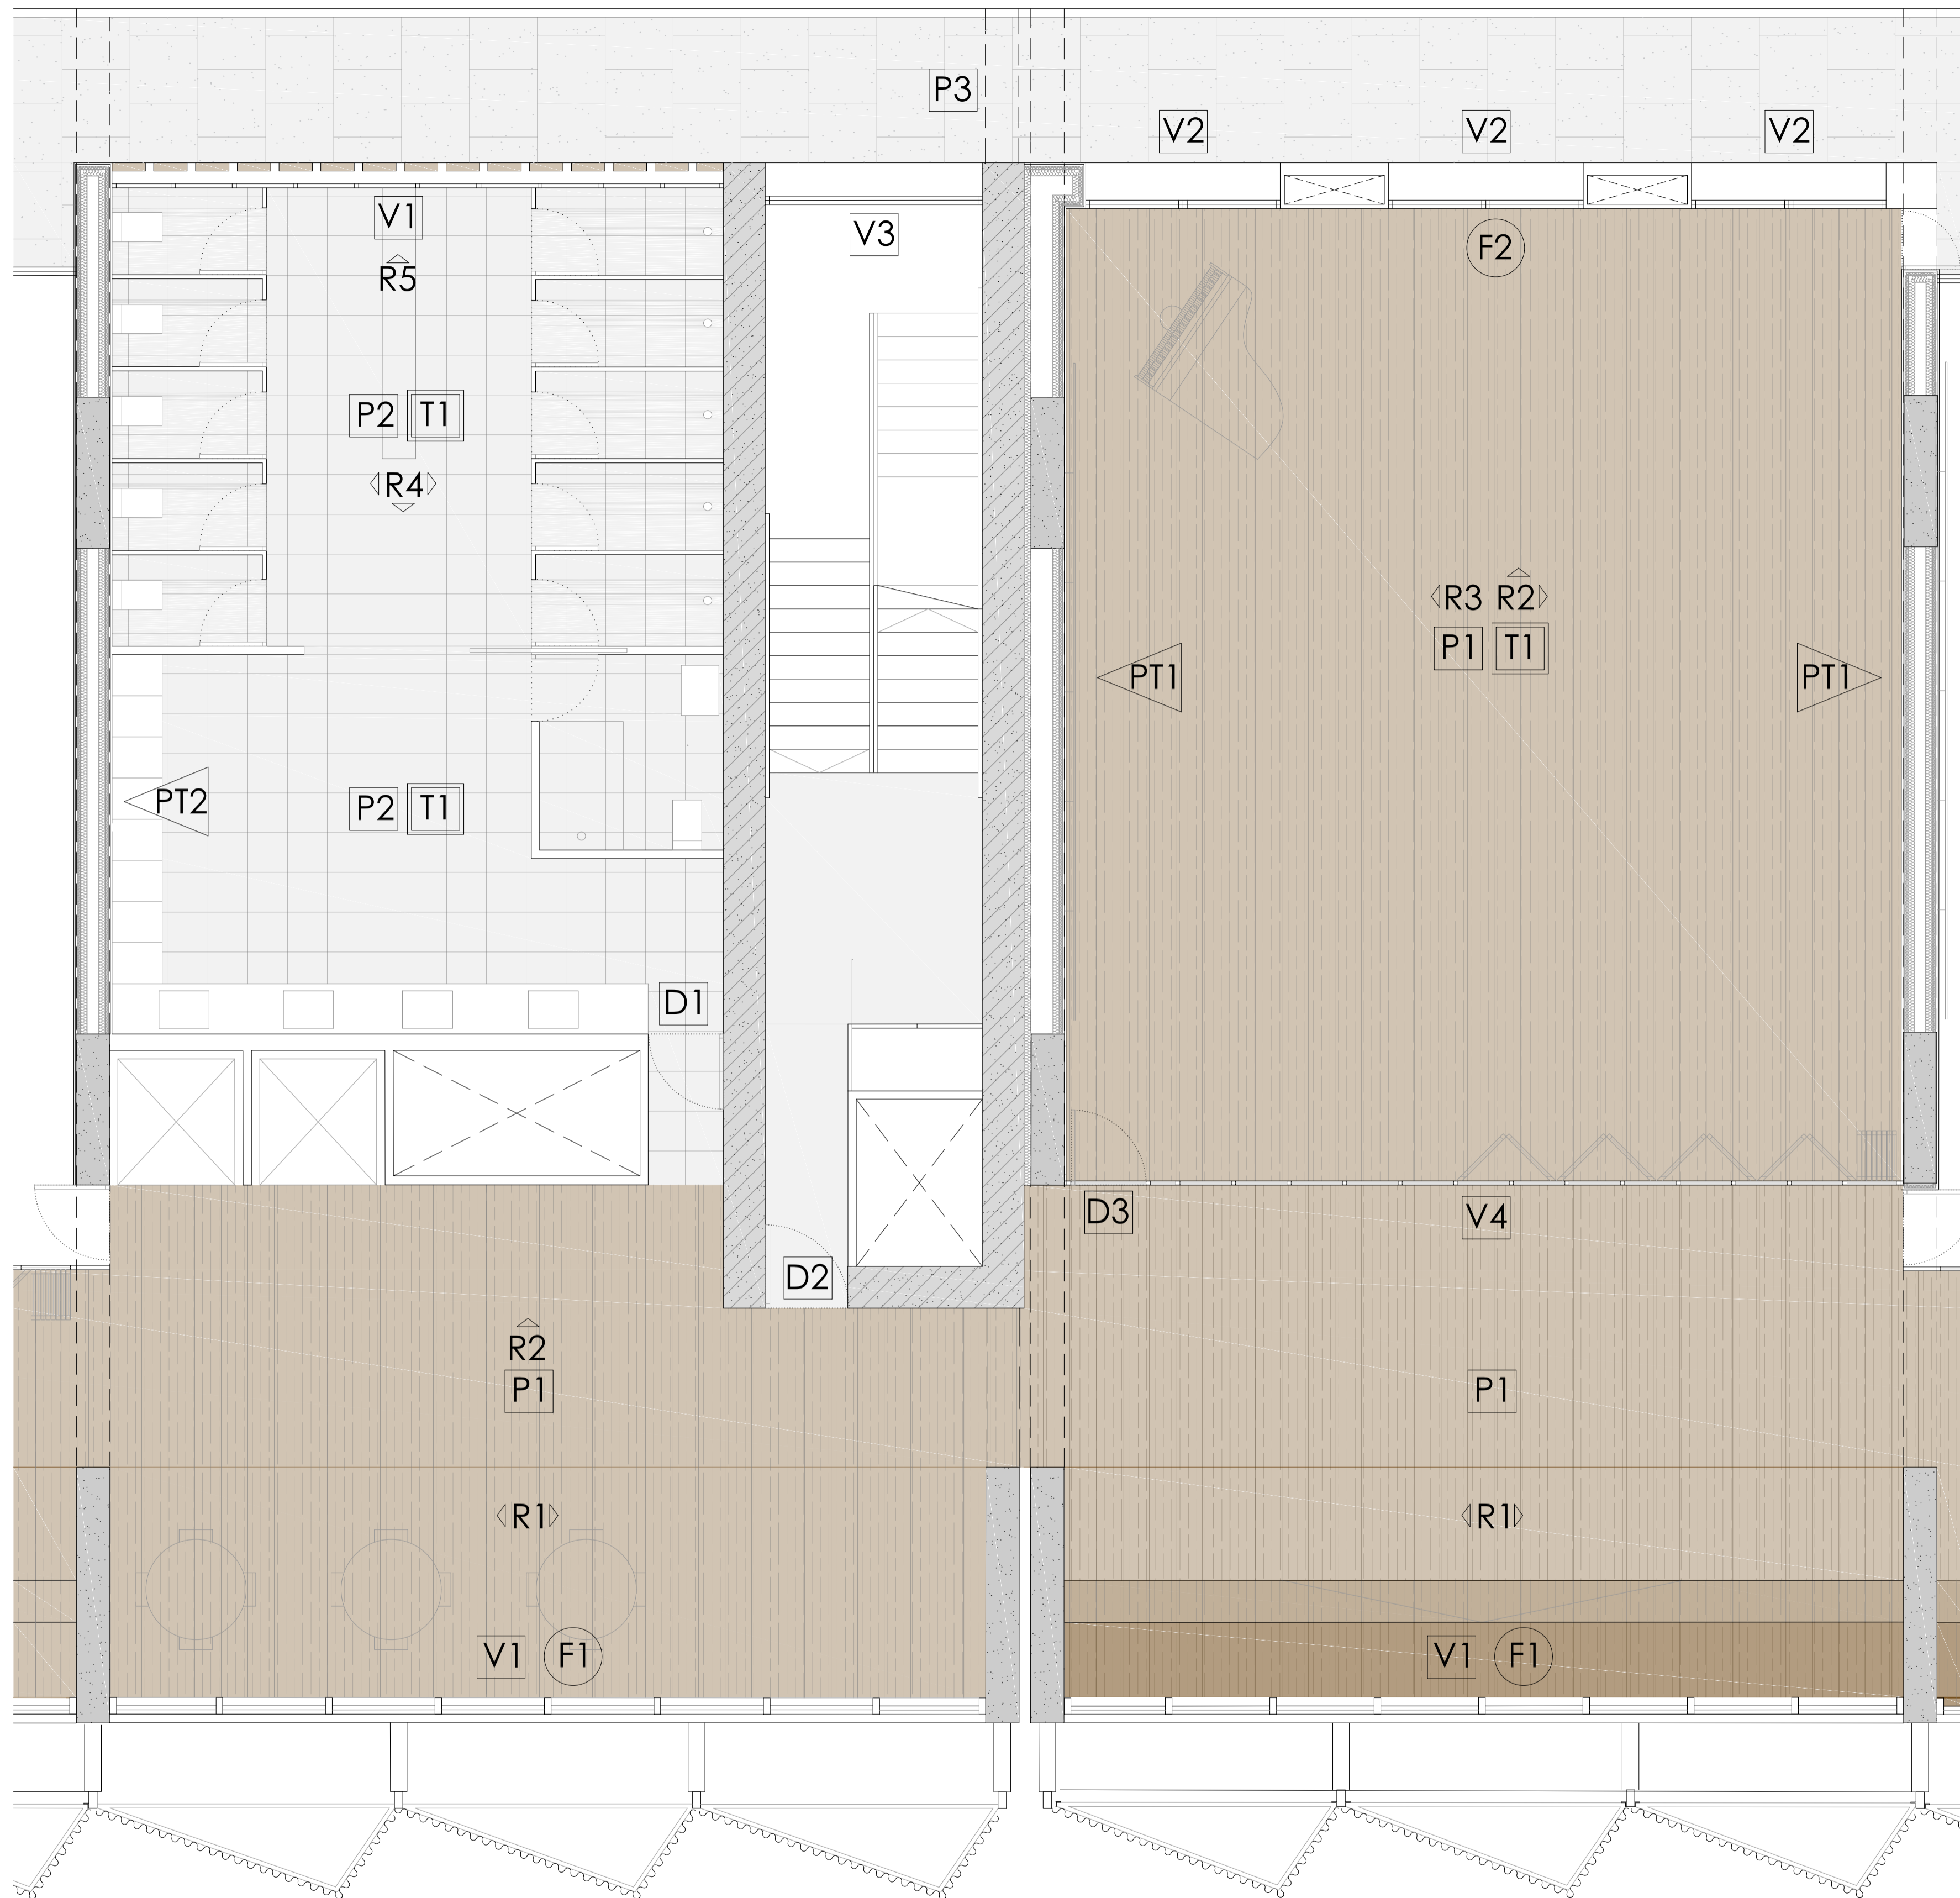 P3
V2 V2 V2
V1
V3
F2
R5
P2 T1
R4
R3 R2
P1 T1
PT1 PT1
PT2
P2 T1
D1
D3
V4
D2
R2
P1
P1
R1
R1
V1 F1
V1 F1